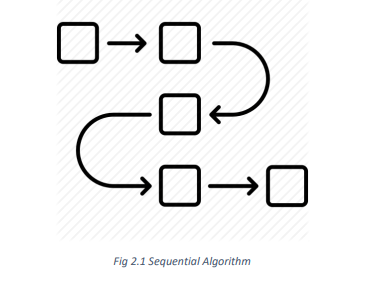 Fig 2.1 Sequential Algorithm